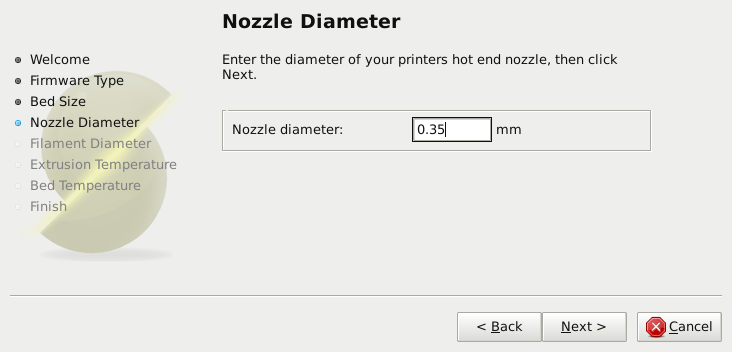 Nozzle Diameter
Enter the diameter of your printers hot end nozzle, then click
Next.
Welcome
Firmware Type
Bed Size
Nozzle Diameter
Filament Diameter
Extrusion Temperature
Bed Temperature
Finish
Nozzle diameter: 0.35 mm
< Back Next > Cancel